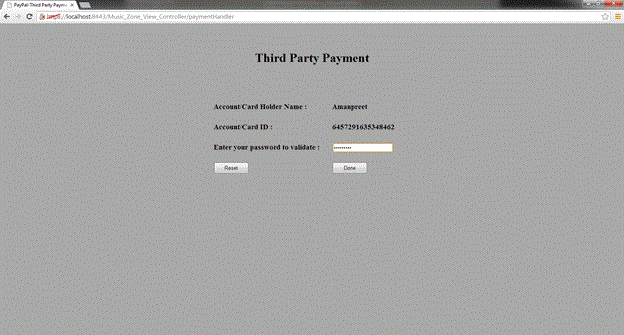 PayPal-Third Party Paym
https://localhost:8443/Music_Zone_View_Controller/paymentHandler
Third Party Payment
Account/Card Holder Name : Amanpreet
Account/Card ID : 6457291635348462
Enter your password to validate : •••••••••
Reset Done